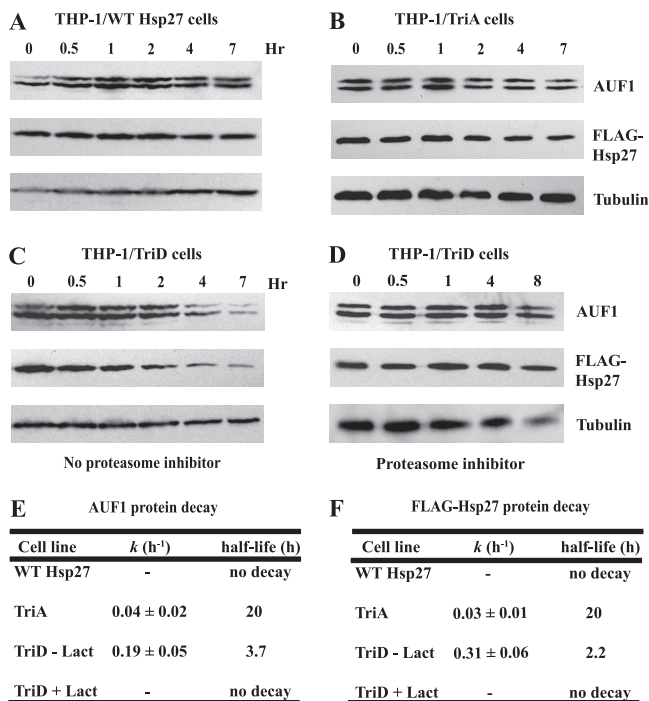 A THP-1/WT Hsp27 cells
0 0.5 1 2 4 7 Hr
B THP-1/TriA cells
0 0.5 1 2 4 7
AUF1
FLAG-
Hsp27
Tubulin
C THP-1/TriD cells
0 0.5 1 2 4 7 Hr
No proteasome inhibitor
D THP-1/TriD cells
0 0.5 1 4 8
AUF1
FLAG-
Hsp27
Tubulin
Proteasome inhibitor
E AUF1 protein decay
Cell line k (h-1) half-life (h)
WT Hsp27 - no decay
TriA 0.04 ± 0.02 20
TriD - Lact 0.19 ± 0.05 3.7
TriD + Lact - no decay
F FLAG-Hsp27 protein decay
Cell line k (h-1) half-life (h)
WT Hsp27 - no decay
TriA 0.03 ± 0.01 20
TriD - Lact 0.31 ± 0.06 2.2
TriD + Lact - no decay